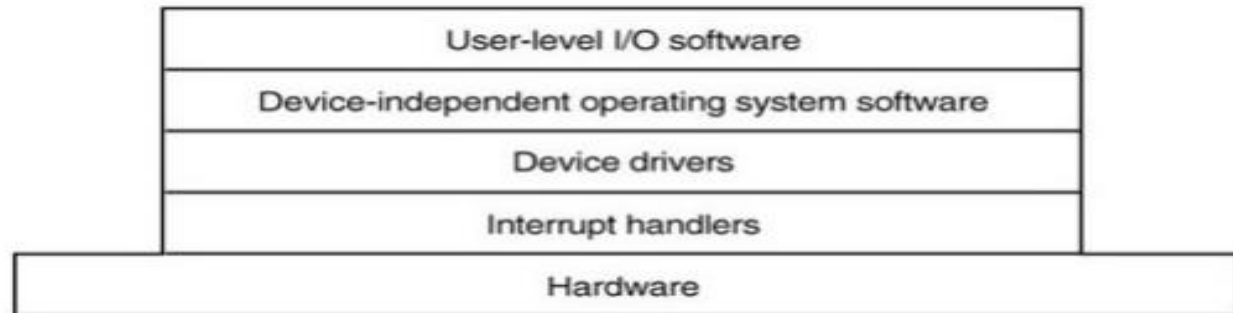 User-level I/O software
Device-independent operating system software
Device drivers
Interrupt handlers
Hardware